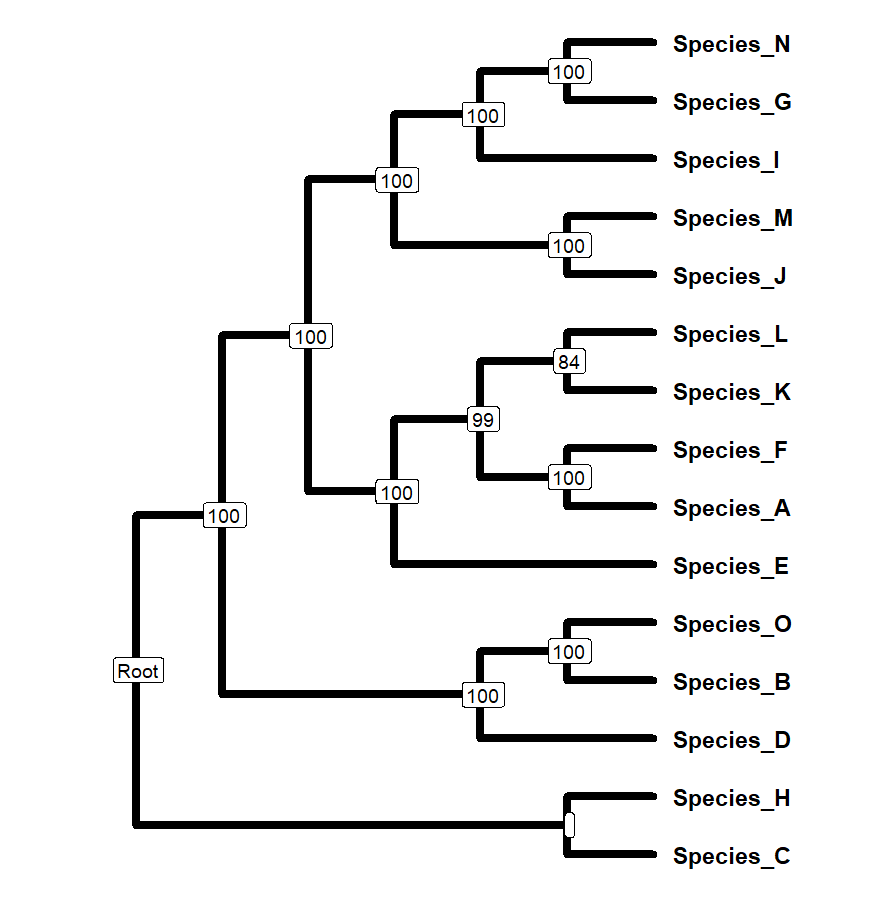 Species_N
100
Species_G
100
Species_I
100
Species_M
100
Species_J
Species_L
100
84
Species_K
99
Species_F
100
100
Species_A
100
Species_E
Species_O
100
Root
Species_B
100
Species_D
Species_H
Species_C